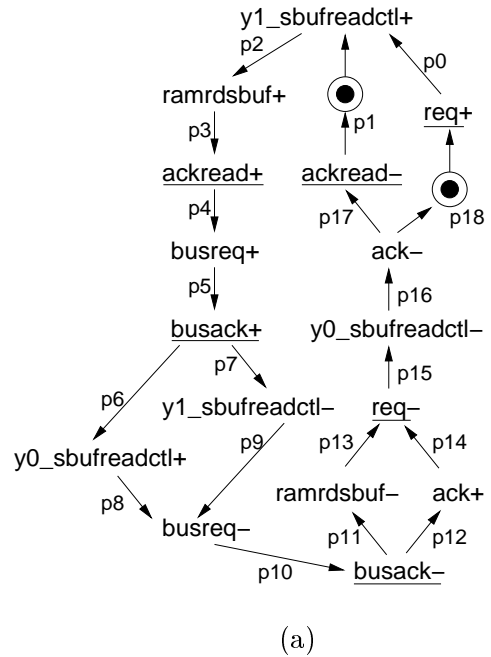 y1_sbufreadctl+
p2
p0
ramrdsbuf+
p3
p1
req+
ackread+
ackread−
p4
p17
p18
busreq+
ack−
p5
p16
busack+
y0_sbufreadctl−
p7
p15
p6
y1_sbufreadctl−
req−
p9
p13
p14
y0_sbufreadctl+
p8
ramrdsbuf−
ack+
busreq−
p11
p12
p10
busack−
(a)